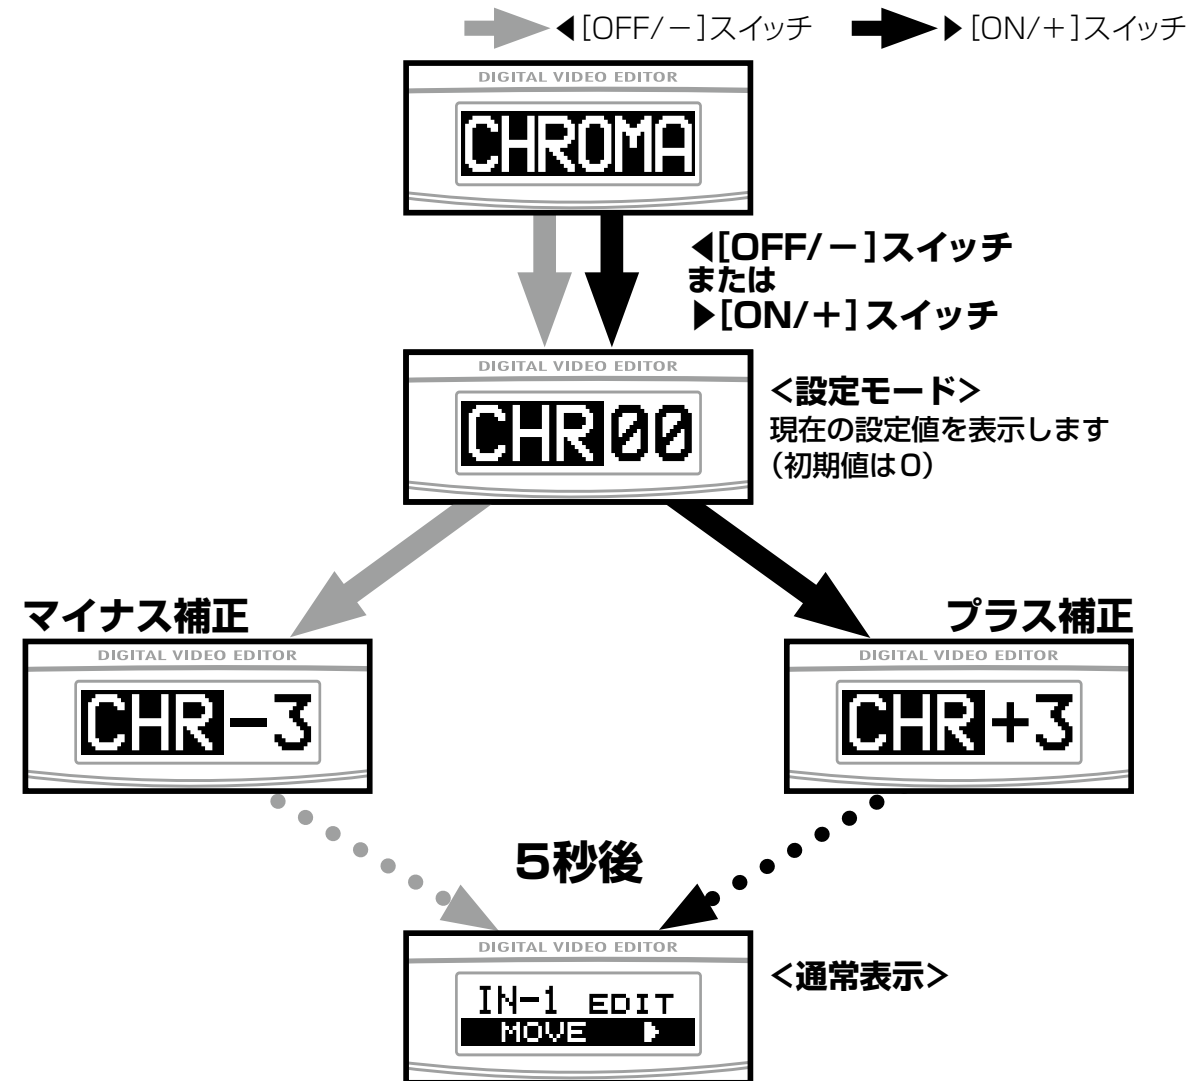 ◀[OFF/−]スイッチ ▶[ON/+]スイッチ
DIGITAL VIDEO EDITOR
CHROMA
◀[OFF/−]スイッチ
または
▶[ON/+]スイッチ
DIGITAL VIDEO EDITOR
CHR00
<設定モード>
現在の設定値を表示します
(初期値は0)
マイナス補正
DIGITAL VIDEO EDITOR
CHR-3
プラス補正
DIGITAL VIDEO EDITOR
CHR+3
5秒後
DIGITAL VIDEO EDITOR
IN-1 EDIT
MOVE ▶
<通常表示>